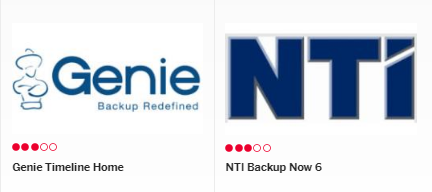 Genie
Backup Redefined
NTI
Genie Timeline Home
NTI Backup Now 6